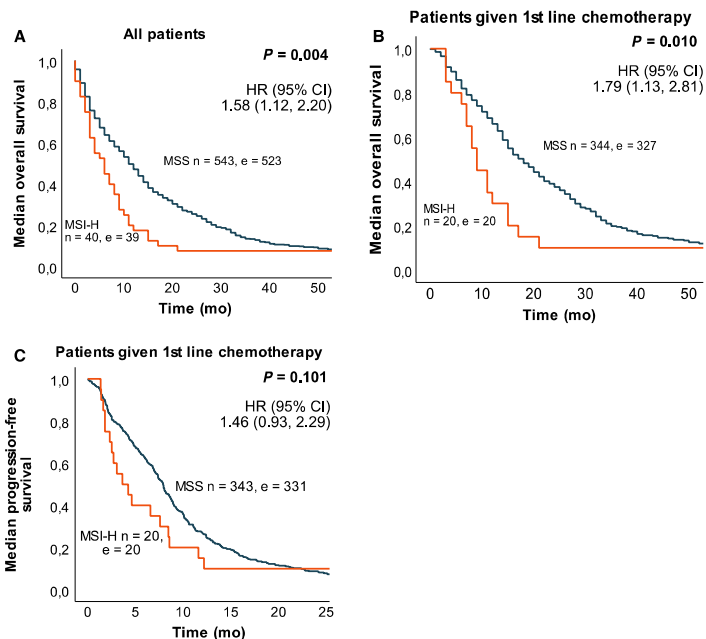 A
All patients
P = 0.004
HR (95% CI)
1.58 (1.12, 2.20)
MSS n = 543, e = 523
MSI-H
n = 40, e = 39
Median overall survival
1,0
0,8
0,6
0,4
0,2
0,0
0 10 20 30 40 50
Time (mo)
B
Patients given 1st line chemotherapy
P = 0.010
HR (95% CI)
1.79 (1.13, 2.81)
MSS n = 344, e = 327
MSI-H
n = 20, e = 20
Median overall survival
1,0
0,8
0,6
0,4
0,2
0,0
0 10 20 30 40 50
Time (mo)
C
Patients given 1st line chemotherapy
P = 0.101
HR (95% CI)
1.46 (0.93, 2.29)
MSS n = 343, e = 331
MSI-H n = 20,
e = 20
Median progression-free
survival
1,0
0,8
0,6
0,4
0,2
0,0
0 5 10 15 20 25
Time (mo)